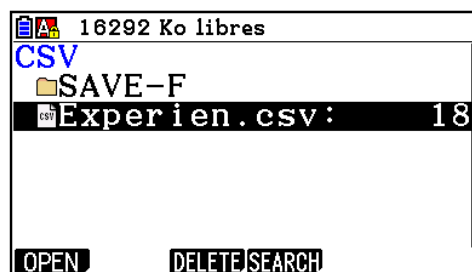 16292 Ko libres
CSV
SAVE-F
Experien.csv: 18
OPEN DELETE SEARCH